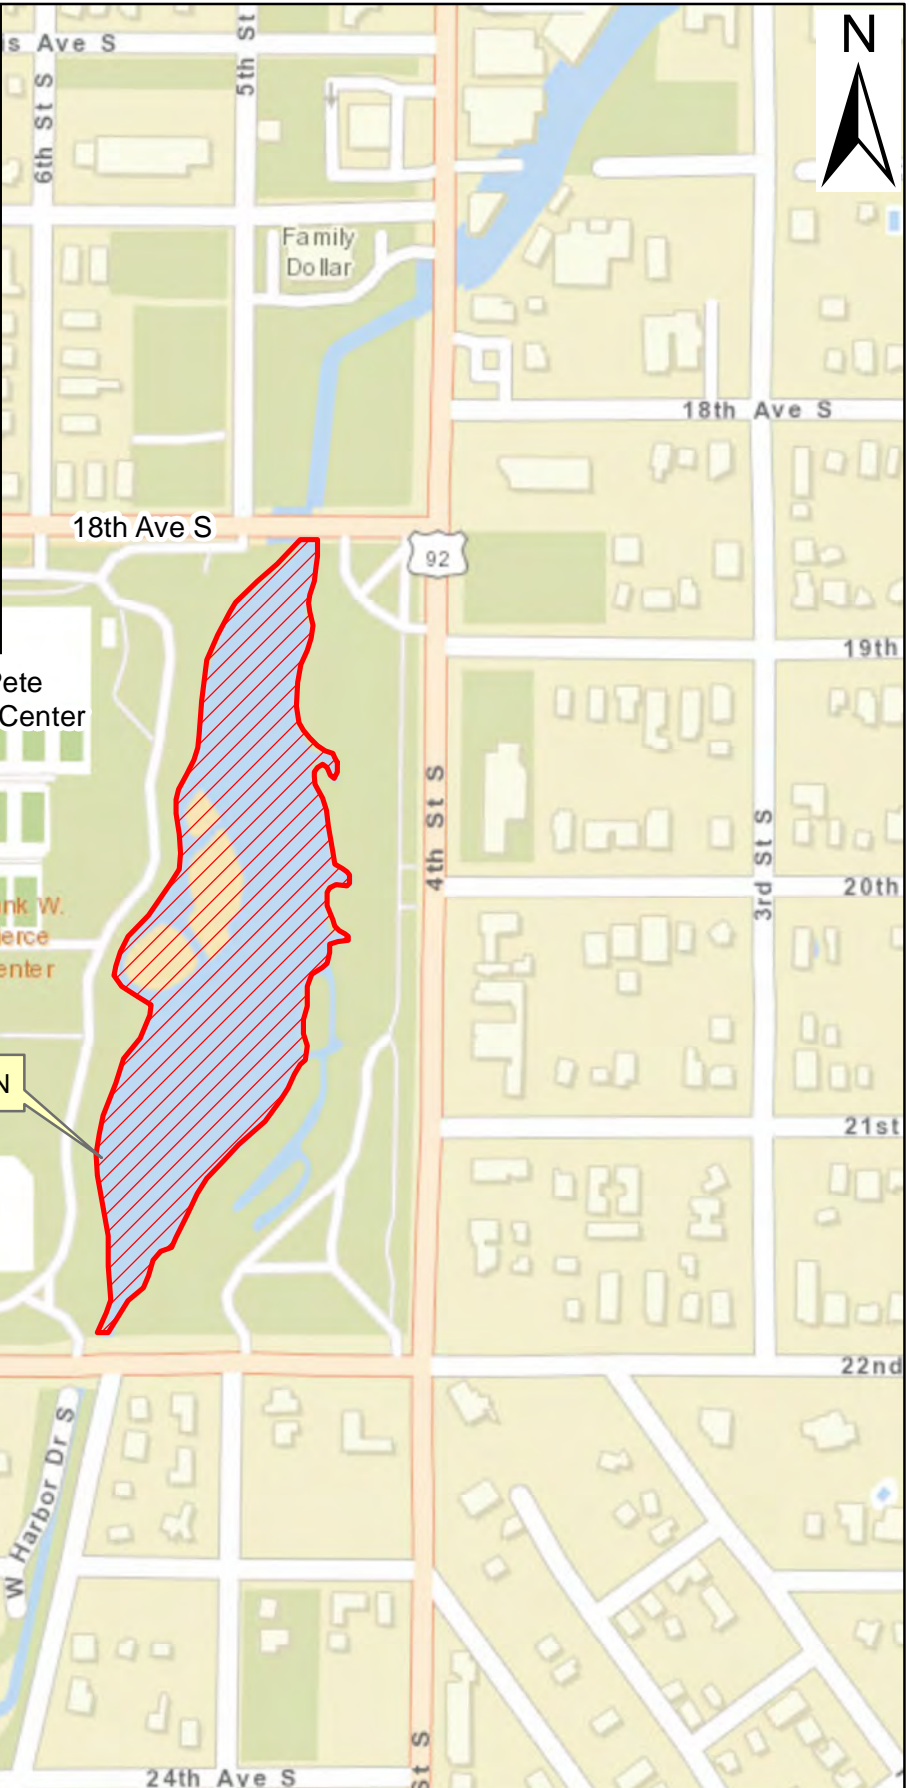 N
is Ave S
5th St
6th St S
Family
Dollar
18th Ave S
18th Ave S
92
19th
Pete
Center
4th St S
3rd St S
20th
nk W.
erce
enter
N
21st
22nd
W Harbor Dr S
24th Ave S
St S